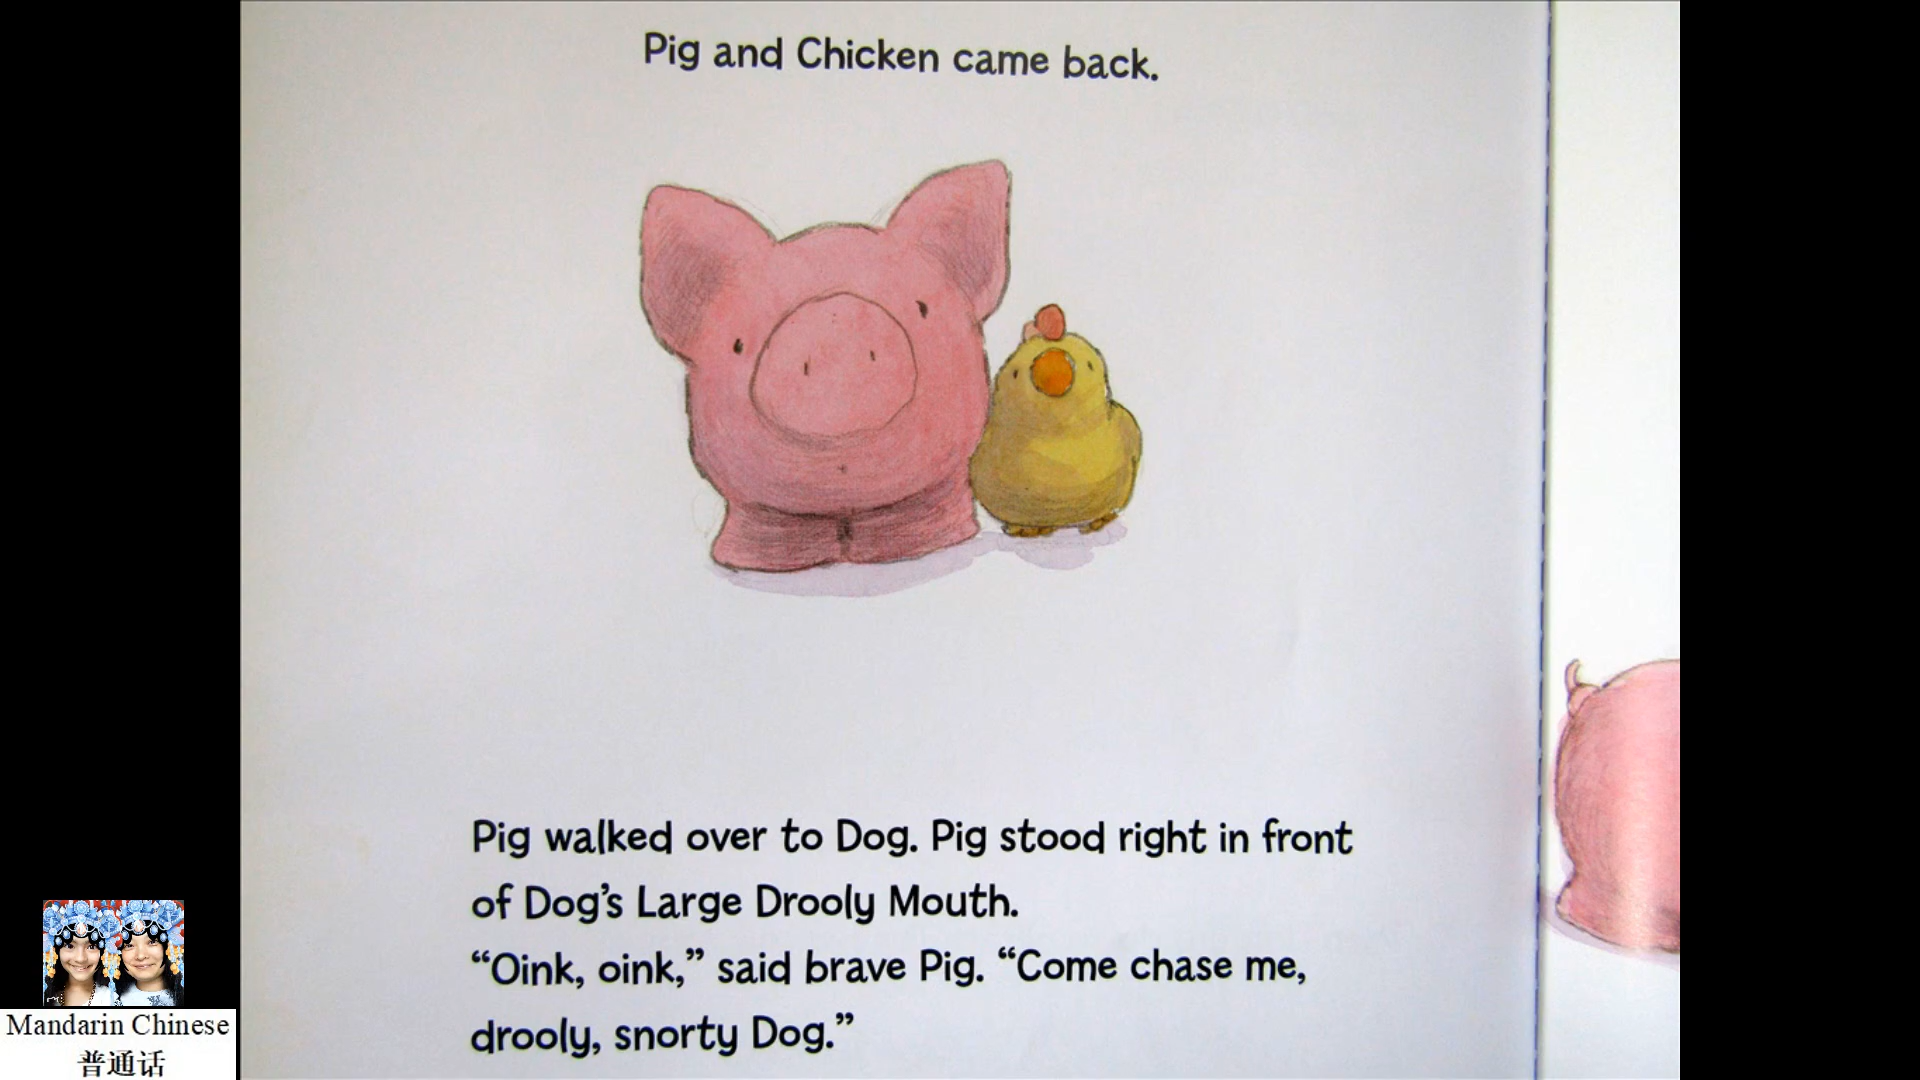 Pig and Chicken came back.
Pig walked over to Dog. Pig stood right in front
of Dog’s Large Drooly Mouth.
“Oink, oink,” said brave Pig. “Come chase me,
drooly, snorty Dog.”
Mandarin Chinese
普通话